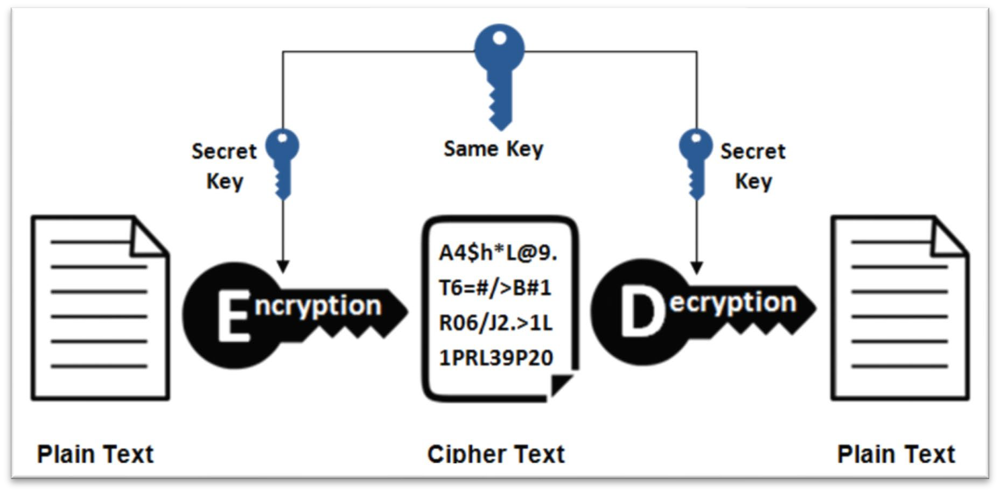 Same Key
Secret
Key
Secret
Key
Encryption
A4$h*L@9.
T6=#/>B#1
R06/J2.>1L
1PRL39P20
Decryption
Plain Text
Cipher Text
Plain Text